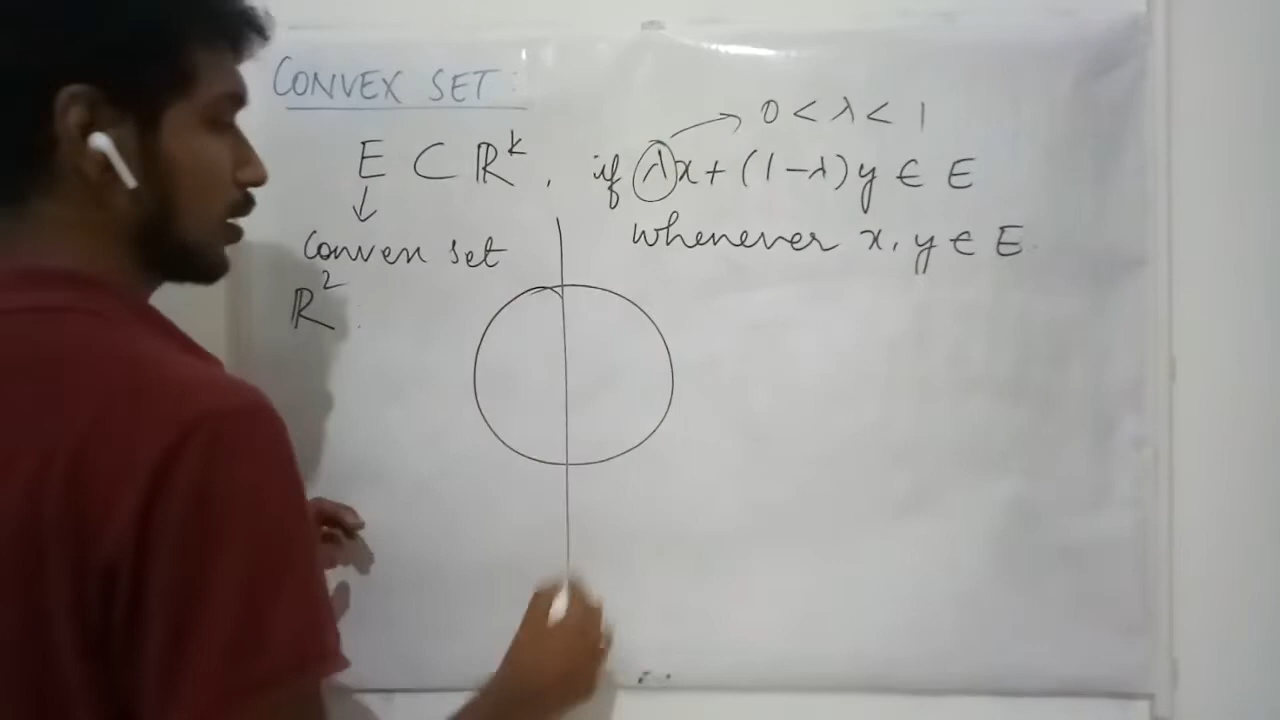 CONVEX SET :
0 < λ < 1
E ⊂ ℝᵏ, if λx + (1-λ)y ∈ E
whenever x, y ∈ E
Convex set
ℝ²